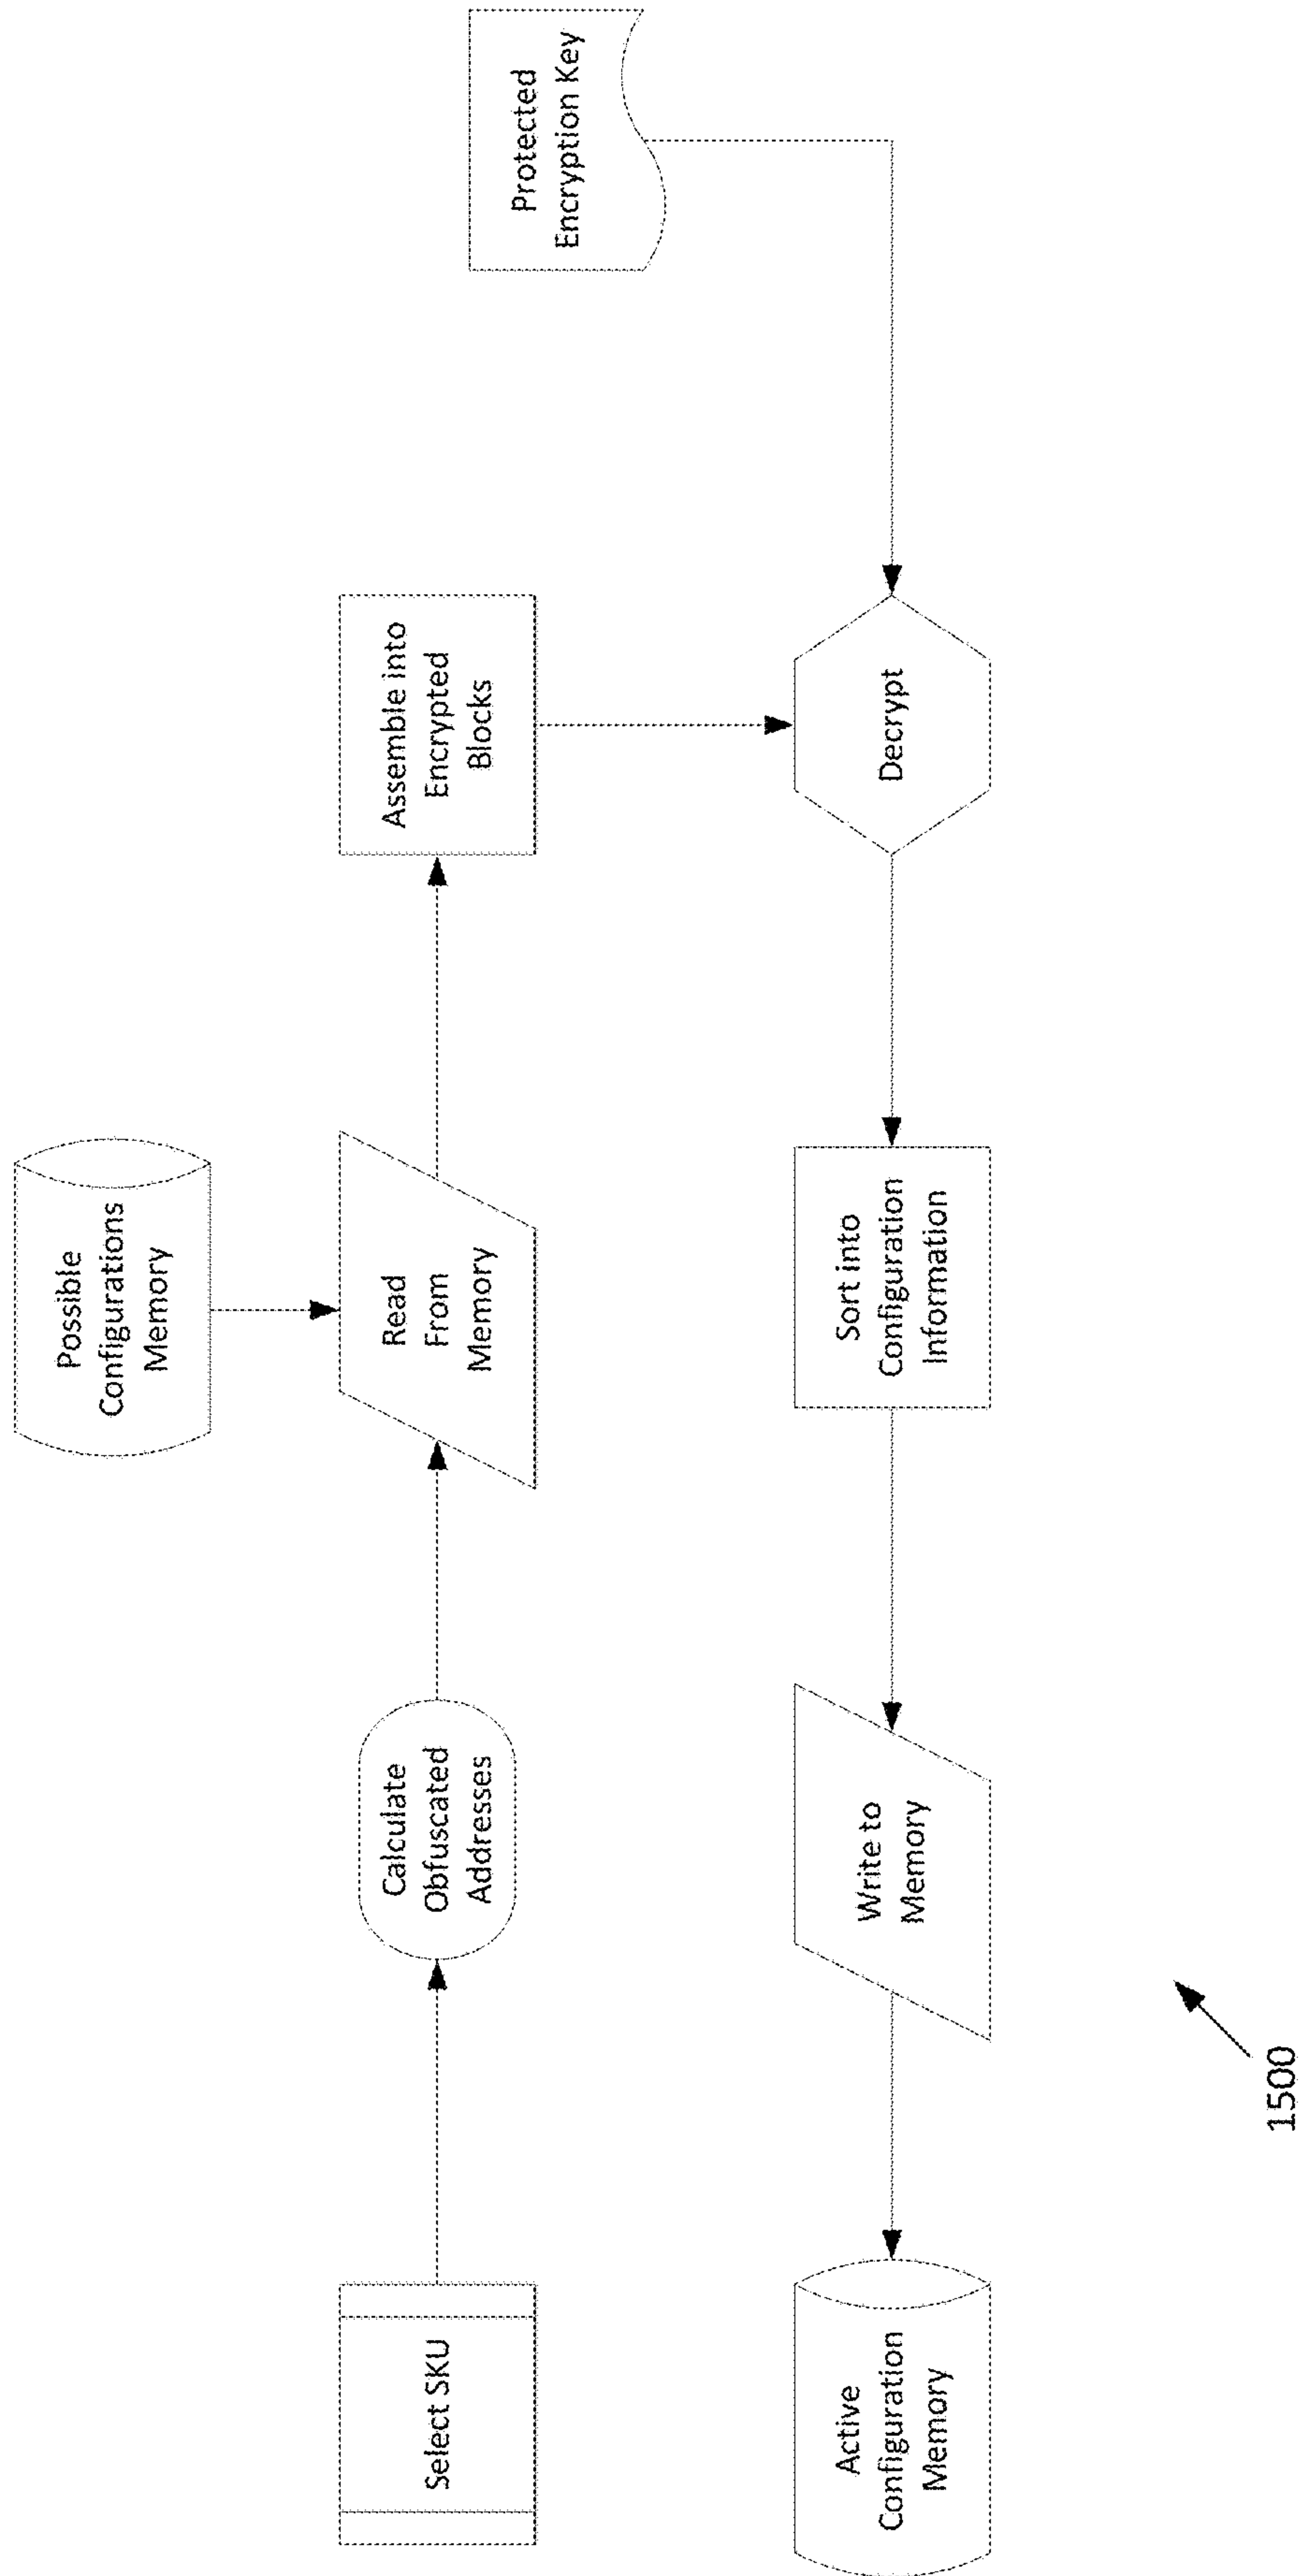 Possible
Configurations
Memory
Select SKU
Calculate
Obfuscated
Addresses
Read
From
Memory
Assemble into
Encrypted
Blocks
Protected
Encryption Key
Active
Configuration
Memory
Write to
Memory
Sort into
Configuration
Information
Decrypt
1500